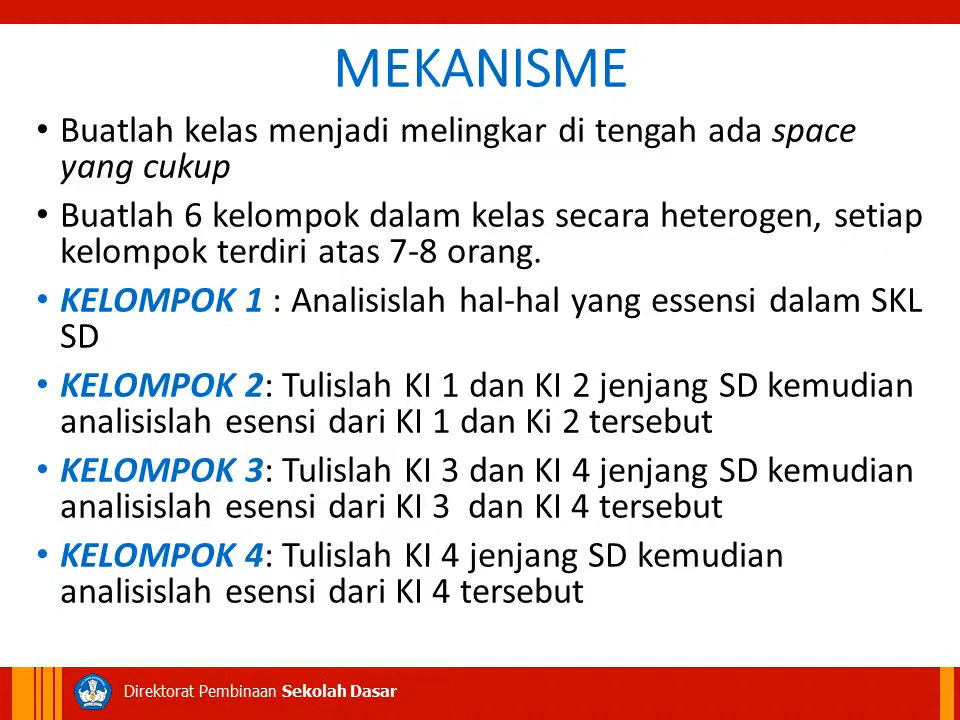 MEKANISME
• Buatlah kelas menjadi melingkar di tengah ada space
yang cukup
• Buatlah 6 kelompok dalam kelas secara heterogen, setiap
kelompok terdiri atas 7-8 orang.
• KELOMPOK 1 : Analisislah hal-hal yang essensi dalam SKL
SD
• KELOMPOK 2: Tulislah KI 1 dan KI 2 jenjang SD kemudian
analisislah esensi dari KI 1 dan Ki 2 tersebut
• KELOMPOK 3: Tulislah KI 3 dan KI 4 jenjang SD kemudian
analisislah esensi dari KI 3 dan KI 4 tersebut
• KELOMPOK 4: Tulislah KI 4 jenjang SD kemudian
analisislah esensi dari KI 4 tersebut
Direktorat Pembinaan Sekolah Dasar